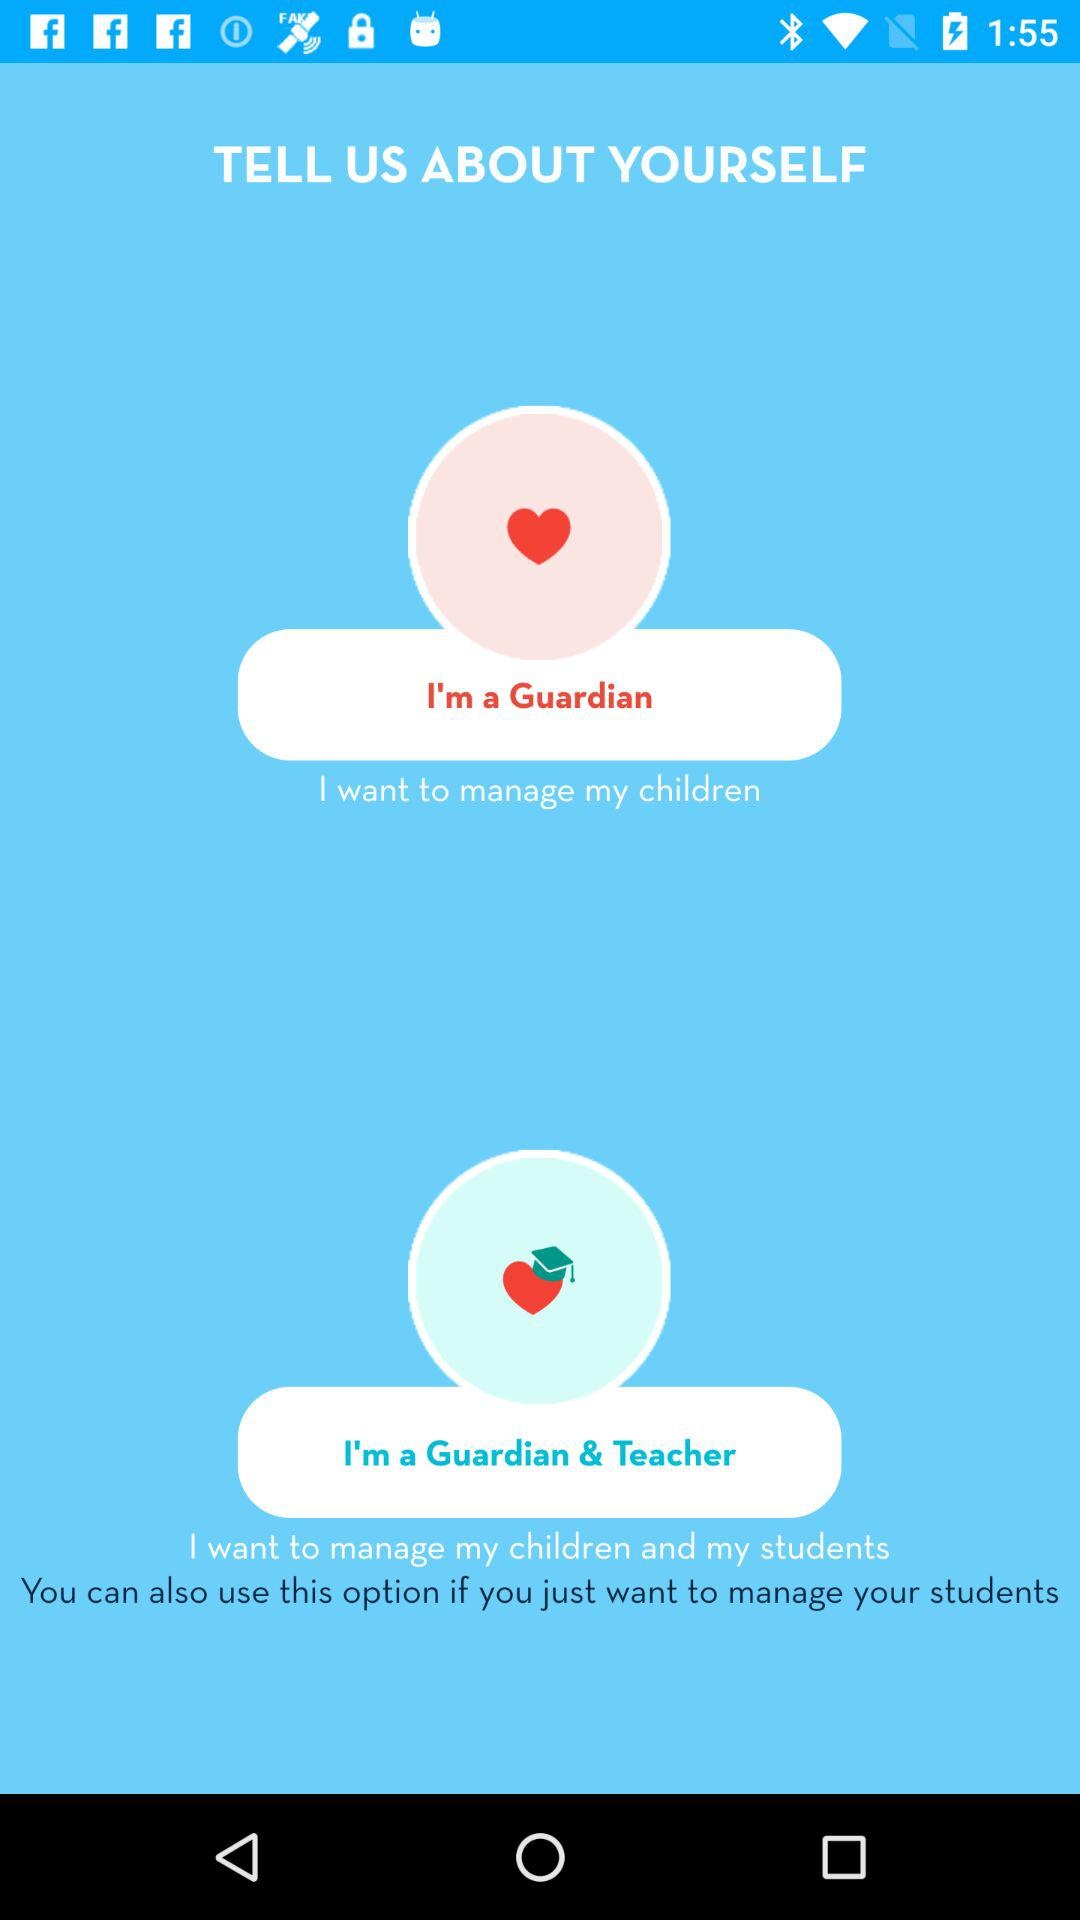 FAKE
1:55
TELL US ABOUT YOURSELF
I'm a Guardian
I want to manage my children
I'm a Guardian & Teacher
I want to manage my children and my students
You can also use this option if you just want to manage your students